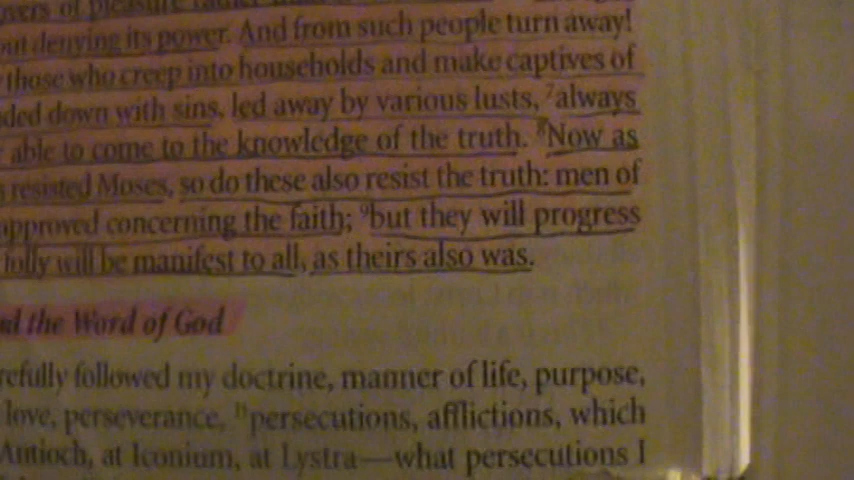 overs of pleasure rather
out denying its power. And from such people turn away!
those who creep into households and make captives of
ded down with sins, led away by various lusts, 7always
able to come to the knowledge of the truth. 8Now as
s resisted Moses, so do these also resist the truth: men of
approved concerning the faith; 9but they will progress
folly will be manifest to all, as theirs also was.
nd the Word of God
refully followed my doctrine, manner of life, purpose,
love, perseverance, 11persecutions, afflictions, which
Antioch, at Iconium, at Lystra—what persecutions I